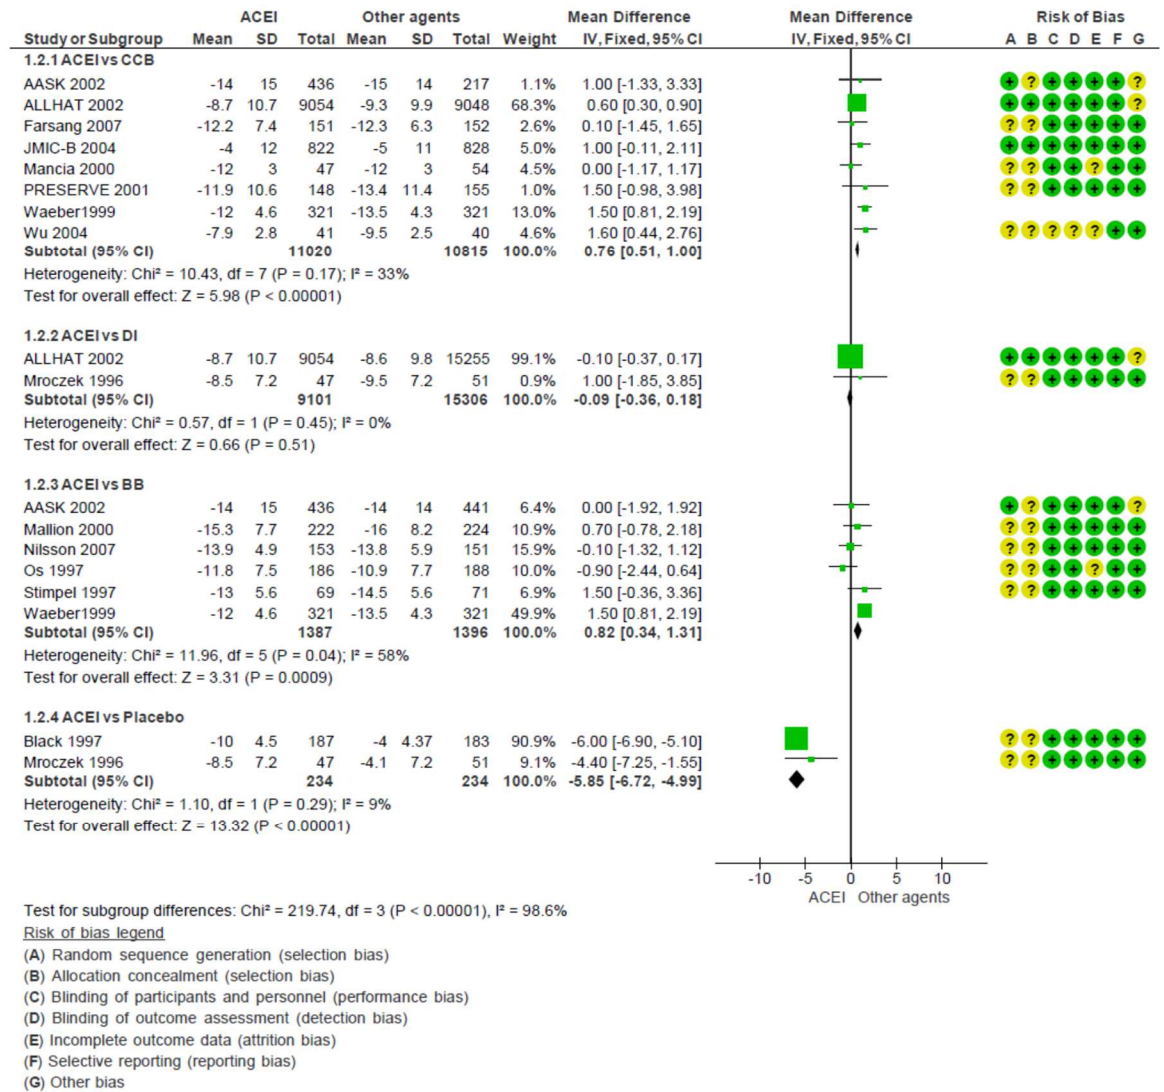 ACEI Other agents Mean Difference Mean Difference Risk of Bias
Study or Subgroup Mean SD Total Mean SD Total Weight IV, Fixed, 95% CI IV, Fixed, 95% CI A B C D E F G
1.2.1 ACEI vs CCB
AASK 2002 -14 15 436 -15 14 217 1.1% 1.00 [-1.33, 3.33] + ? + + + + ?
ALLHAT 2002 -8.7 10.7 9054 -9.3 9.9 9048 68.3% 0.60 [0.30, 0.90] + + + + + + ?
Farsang 2007 -12.2 7.4 151 -12.3 6.3 152 2.6% 0.10 [-1.45, 1.65] ? ? + + + + +
JMIC-B 2004 -4 12 822 -5 11 828 5.0% 1.00 [-0.11, 2.11] + + + + + + +
Mancia 2000 -12 3 47 -12 3 54 4.5% 0.00 [-1.17, 1.17] ? ? + + ? + +
PRESERVE 2001 -11.9 10.6 148 -13.4 11.4 155 1.0% 1.50 [-0.98, 3.98] ? ? + + + + +
Waeber1999 -12 4.6 321 -13.5 4.3 321 13.0% 1.50 [0.81, 2.19]
Wu 2004 -7.9 2.8 41 -9.5 2.5 40 4.6% 1.60 [0.44, 2.76] ? ? ? ? ? + +
Subtotal (95% CI) 11020 10815 100.0% 0.76 [0.51, 1.00]
Heterogeneity: Chi² = 10.43, df = 7 (P = 0.17); I² = 33%
Test for overall effect: Z = 5.98 (P < 0.00001)
1.2.2 ACEI vs DI
ALLHAT 2002 -8.7 10.7 9054 -8.6 9.8 15255 99.1% -0.10 [-0.37, 0.17] + + + + + + ?
Mroczek 1996 -8.5 7.2 47 -9.5 7.2 51 0.9% 1.00 [-1.85, 3.85] ? ? + + + + +
Subtotal (95% CI) 9101 15306 100.0% -0.09 [-0.36, 0.18]
Heterogeneity: Chi² = 0.57, df = 1 (P = 0.45); I² = 0%
Test for overall effect: Z = 0.66 (P = 0.51)
1.2.3 ACEI vs BB
AASK 2002 -14 15 436 -14 14 441 6.4% 0.00 [-1.92, 1.92] + ? + + + + ?
Mallion 2000 -15.3 7.7 222 -16 8.2 224 10.9% 0.70 [-0.78, 2.18] ? ? + + + + +
Nilsson 2007 -13.9 4.9 153 -13.8 5.9 151 15.9% -0.10 [-1.32, 1.12] ? ? + + + + +
Os 1997 -11.8 7.5 186 -10.9 7.7 188 10.0% -0.90 [-2.44, 0.64] ? ? + + ? + +
Stimpel 1997 -13 5.6 69 -14.5 5.6 71 6.9% 1.50 [-0.36, 3.36] ? ? + + + + +
Waeber1999 -12 4.6 321 -13.5 4.3 321 49.9% 1.50 [0.81, 2.19]
Subtotal (95% CI) 1387 1396 100.0% 0.82 [0.34, 1.31]
Heterogeneity: Chi² = 11.96, df = 5 (P = 0.04); I² = 58%
Test for overall effect: Z = 3.31 (P = 0.0009)
1.2.4 ACEI vs Placebo
Black 1997 -10 4.5 187 -4 4.37 183 90.9% -6.00 [-6.90, -5.10] ? ? + + + + +
Mroczek 1996 -8.5 7.2 47 -4.1 7.2 51 9.1% -4.40 [-7.25, -1.55] ? ? + + + + +
Subtotal (95% CI) 234 234 100.0% -5.85 [-6.72, -4.99]
Heterogeneity: Chi² = 1.10, df = 1 (P = 0.29); I² = 9%
Test for overall effect: Z = 13.32 (P < 0.00001)
-10 -5 0 5 10
ACEI Other agents
Test for subgroup differences: Chi² = 219.74, df = 3 (P < 0.00001), I² = 98.6%
Risk of bias legend
(A) Random sequence generation (selection bias)
(B) Allocation concealment (selection bias)
(C) Blinding of participants and personnel (performance bias)
(D) Blinding of outcome assessment (detection bias)
(E) Incomplete outcome data (attrition bias)
(F) Selective reporting (reporting bias)
(G) Other bias